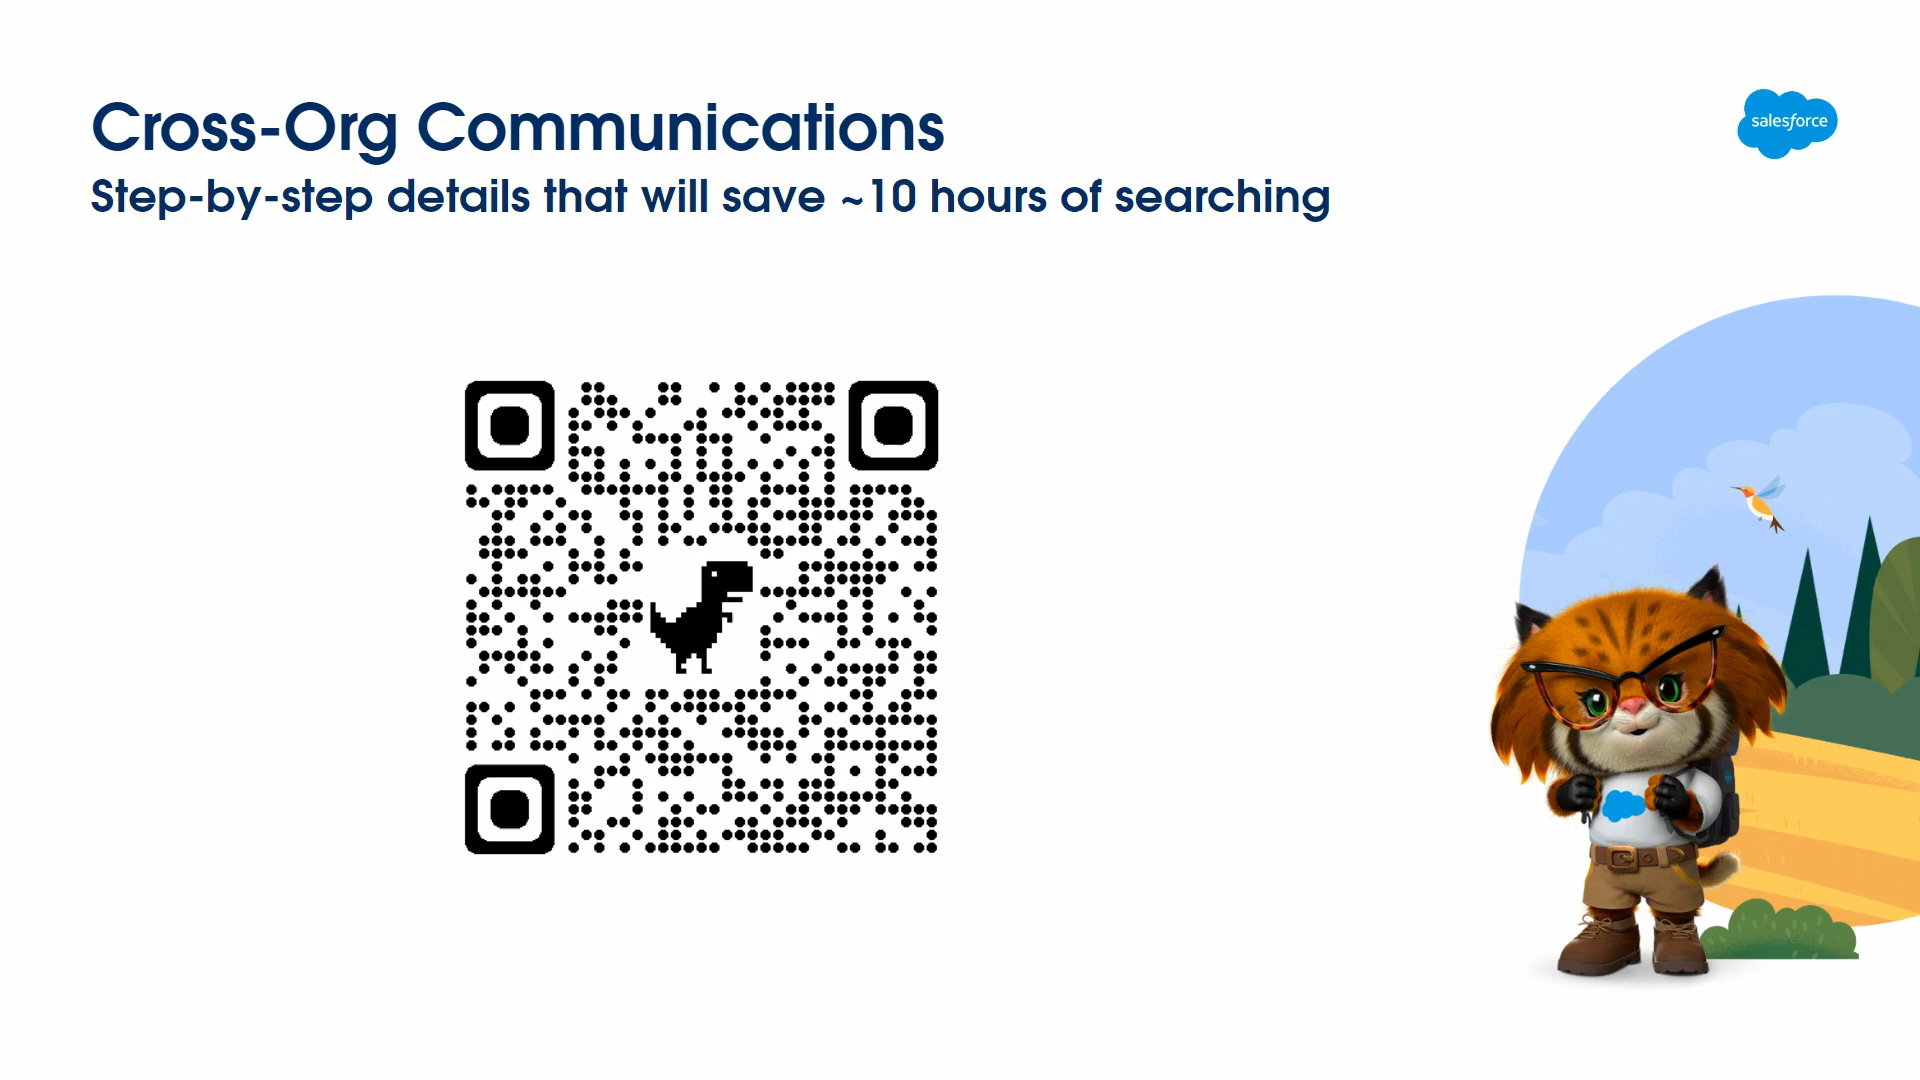 Cross-Org Communications
salesforce
Step-by-step details that will save ~10 hours of searching